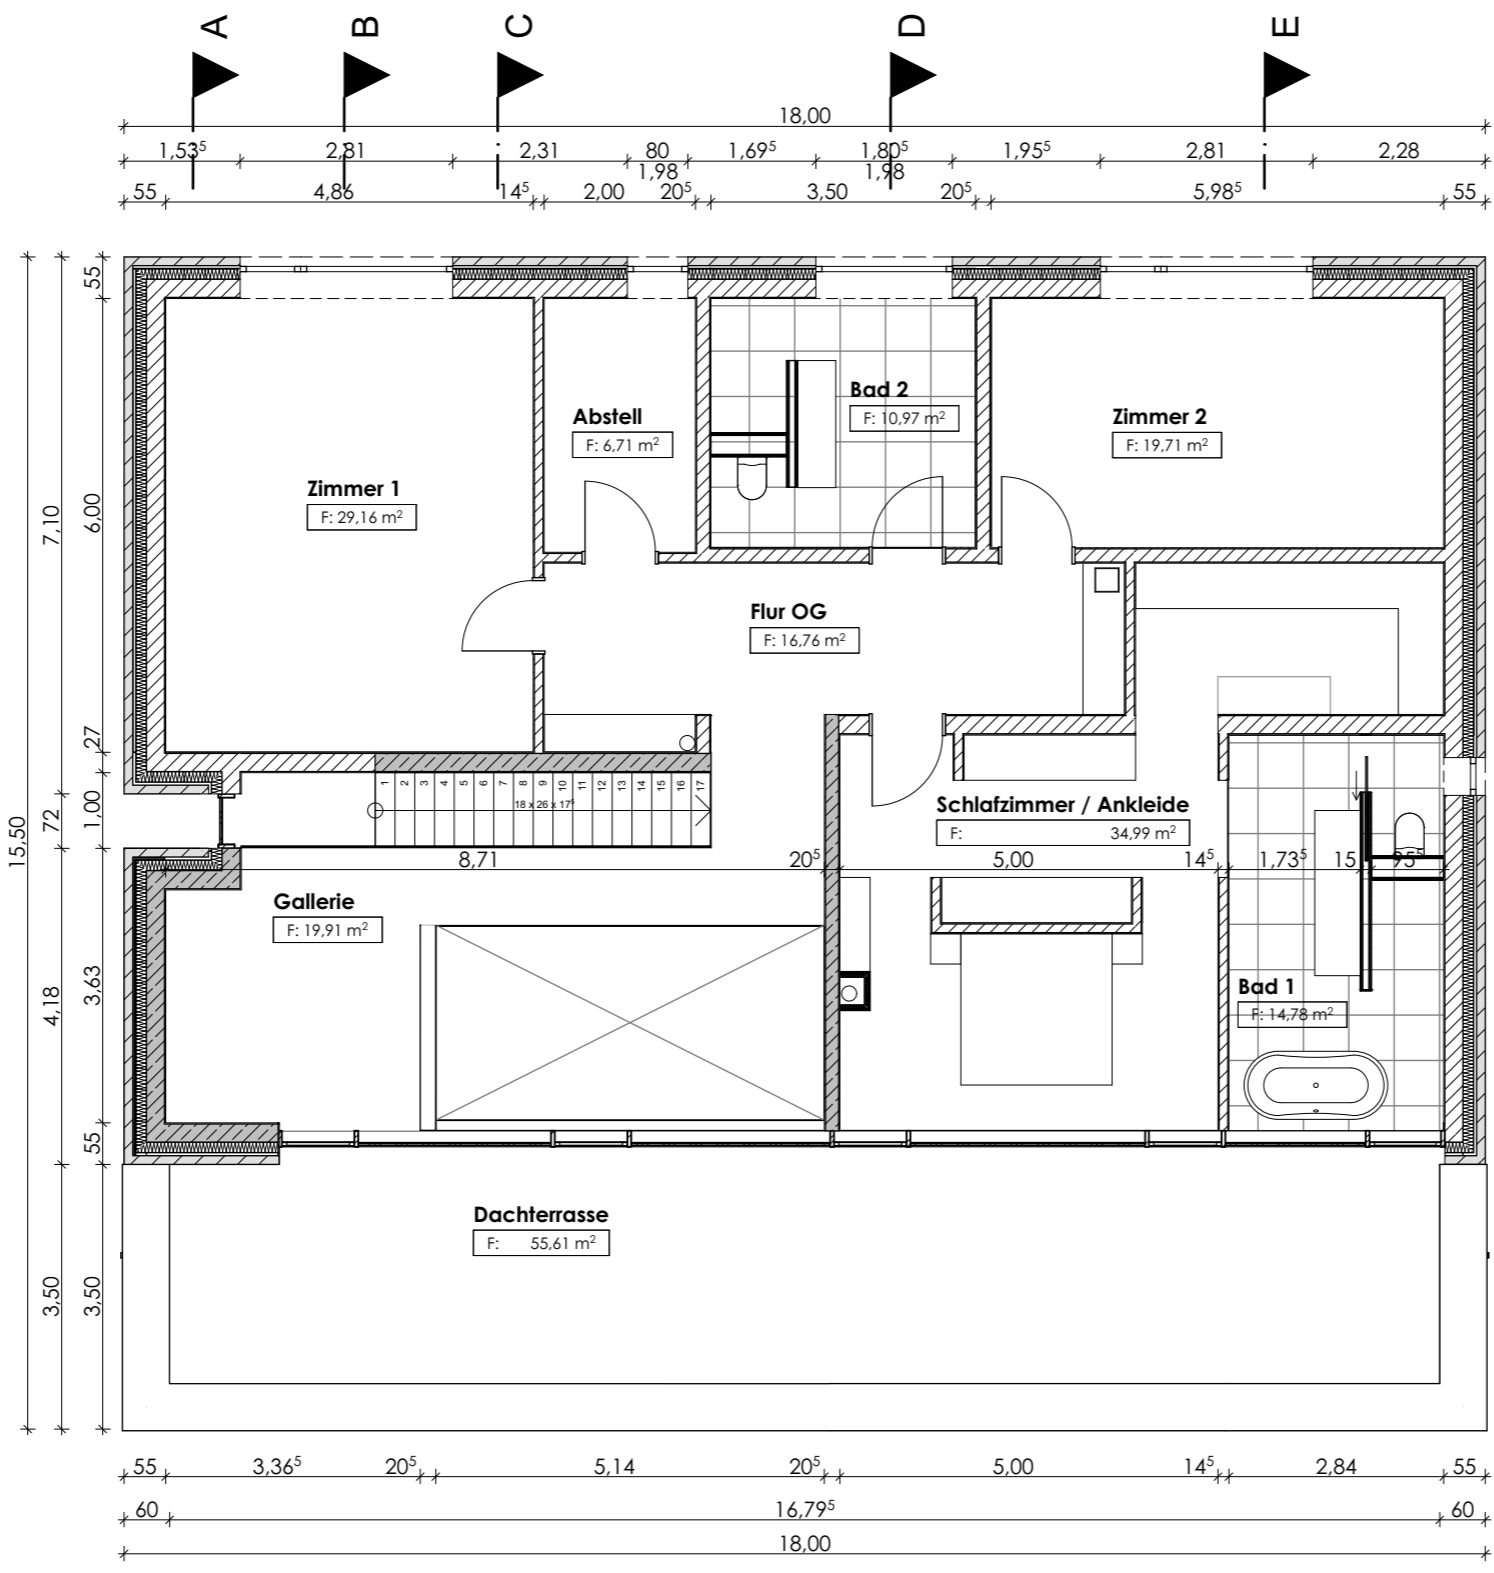 A B C D E
18,00
1,53⁵ 2,81 2,31 80 1,69⁵ 1,80⁵ 1,95⁵ 2,81 2,28
1,98 1,98
55 4,86 14⁵ 2,00 20⁵ 3,50 20⁵ 5,98⁵ 55
55
Bad 2
F: 10,97 m²
Abstell
F: 6,71 m²
Zimmer 2
F: 19,71 m²
Zimmer 1
F: 29,16 m²
7,10
6,00
Flur OG
F: 16,76 m²
27
1 2 3 4 5 6 7 8 9 10 11 12 13 14 15 16 17
18 x 26 x 17⁵
Schlafzimmer / Ankleide
F: 34,99 m²
15,50
72
1,00
8,71 20⁵ 5,00 14⁵ 1,73⁵ 15 95⁵
Gallerie
F: 19,91 m²
4,18
3,63
Bad 1
F: 14,78 m²
55
Dachterrasse
F: 55,61 m²
3,50
3,50
55 3,36⁵ 20⁵ 5,14 20⁵ 5,00 14⁵ 2,84 55
60 16,79⁵ 60
18,00